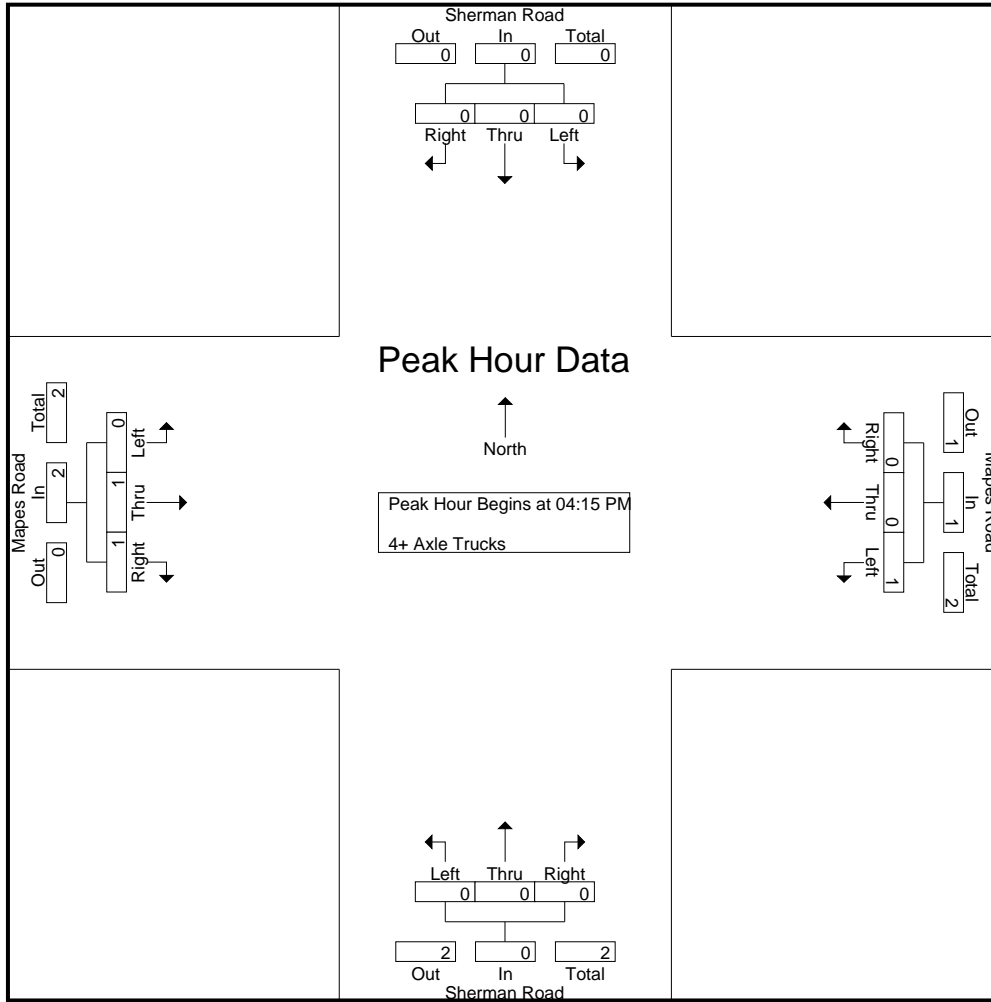 Sherman Road
Out In Total
0 0 0
0 0 0
Right Thru Left
Peak Hour Data
North
Peak Hour Begins at 04:15 PM
4+ Axle Trucks
Mapes Road
Out In Total
0 2 2
1 1 0
Right Thru Left
Right Thru Left
0 0 1
1 1 2
Out In Total
Mapes Road
Left Thru Right
0 0 0
2 0 2
Out In Total
Sherman Road